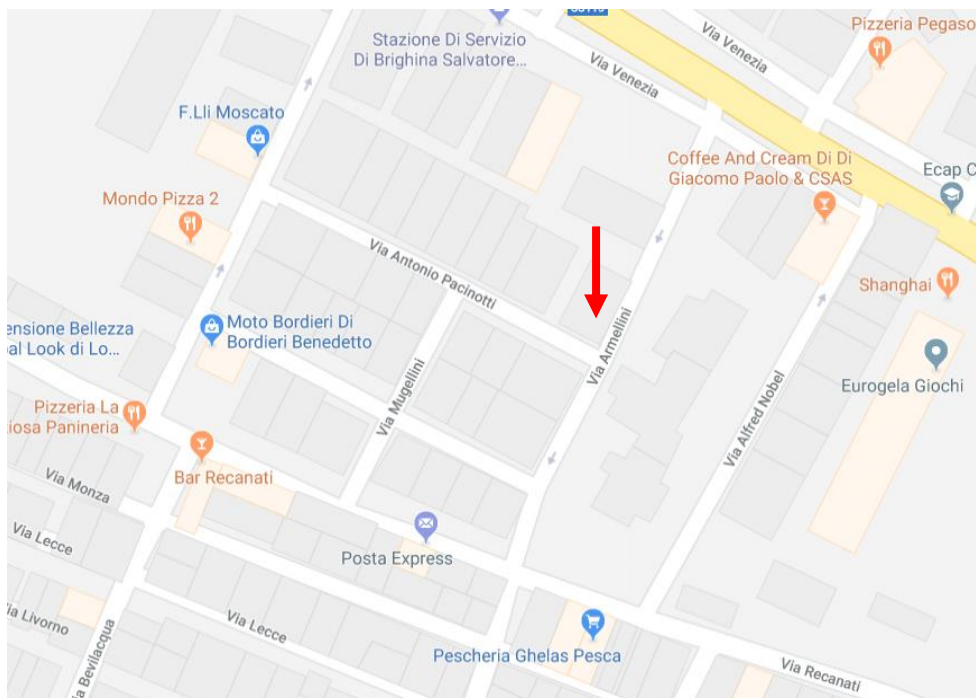 Stazione Di Servizio
Di Brighina Salvatore...
Via Venezia
Via Venezia
Pizzeria Pegaso
F.Lli Moscato
Coffee And Cream Di Di
Giacomo Paolo & CSAS
Ecap C
Mondo Pizza 2
Via Antonio Pacinotti
Shanghai
ensione Bellezza
al Look di Lo...
Moto Bordieri Di
Bordieri Benedetto
Via Armellini
Eurogela Giochi
Via Mugellini
Via Alfred Nobel
Pizzeria La
iosa Panineria
Bar Recanati
Via Monza
Via Lecce
Posta Express
Via Livorno
Via Lecce
Via Bevilacqua
Pescheria Ghelas Pesca
Via Recanati